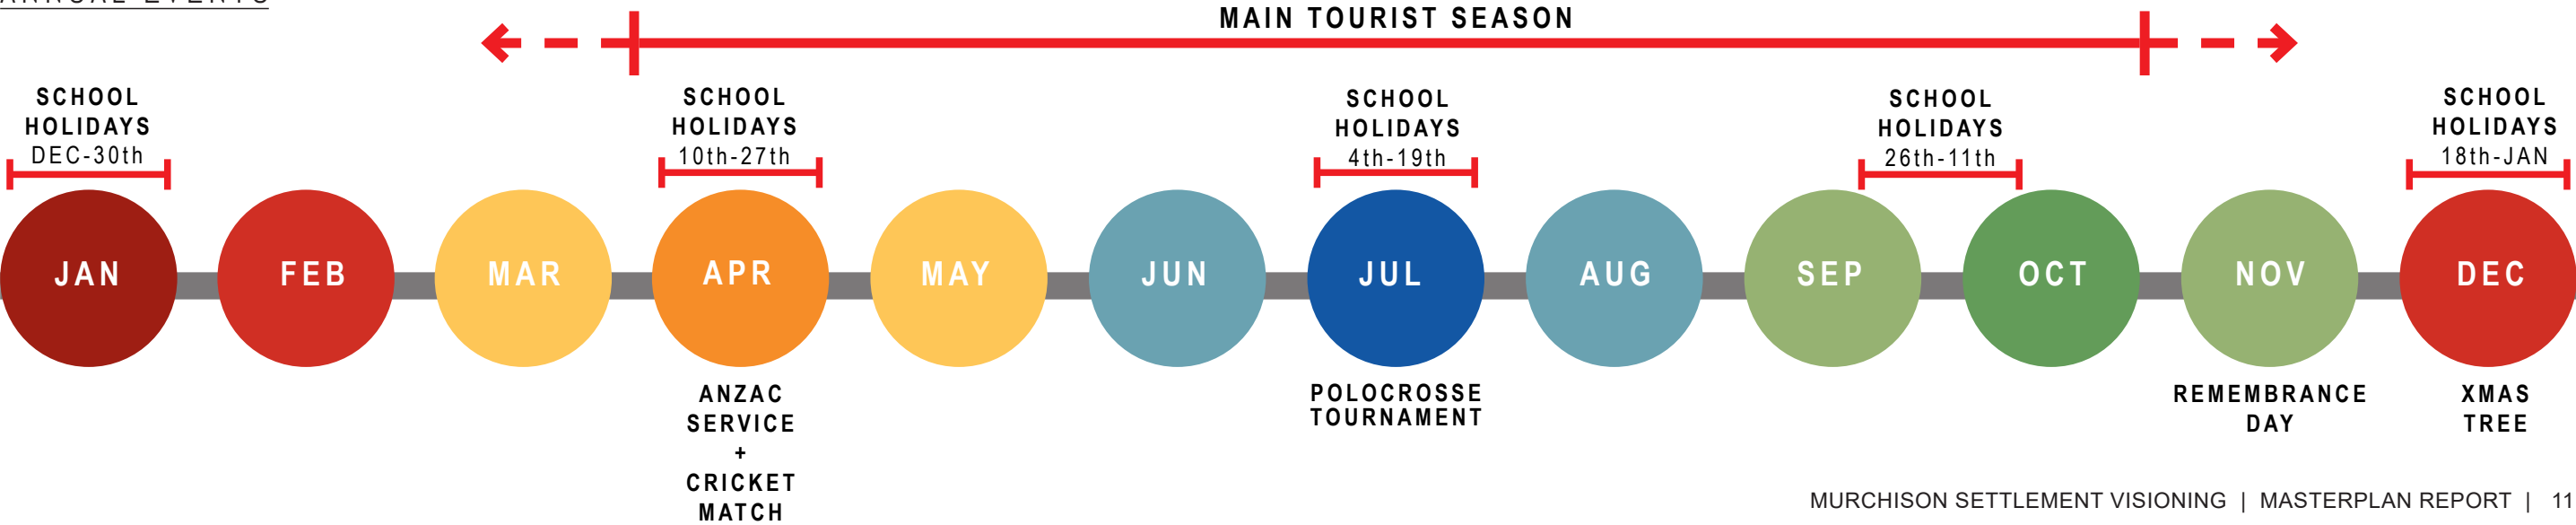 ANNUAL EVENTS
MAIN TOURIST SEASON
SCHOOL
HOLIDAYS
DEC-30th
SCHOOL
HOLIDAYS
10th-27th
SCHOOL
HOLIDAYS
4th-19th
SCHOOL
HOLIDAYS
26th-11th
SCHOOL
HOLIDAYS
18th-JAN
JAN
FEB
MAR
APR
MAY
JUN
JUL
AUG
SEP
OCT
NOV
DEC
ANZAC
SERVICE
+
CRICKET
MATCH
POLOCROSSE
TOURNAMENT
REMEMBRANCE
DAY
XMAS
TREE
MURCHISON SETTLEMENT VISIONING | MASTERPLAN REPORT | 11